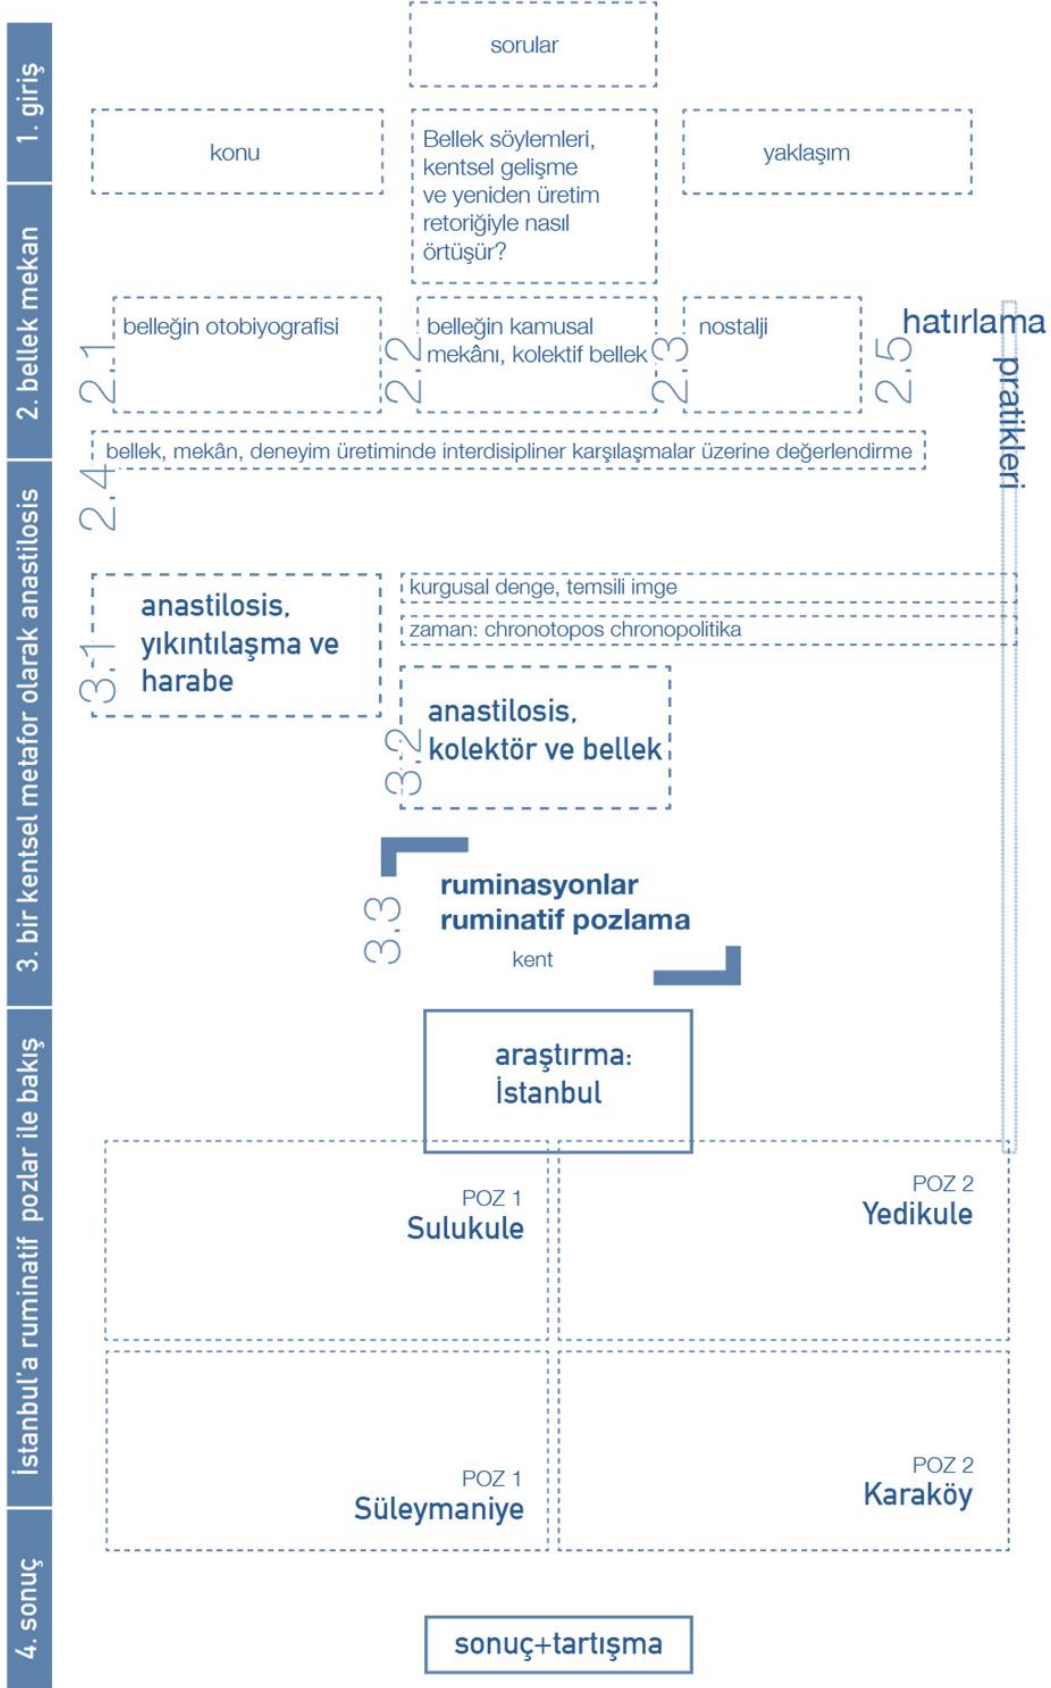 1. giriş
2. bellek mekan
3. bir kentsel metafor olarak anastilosis
İstanbul'a ruminatif pozlar ile bakış
4. sonuç
sorular
konu
Bellek söylemleri,
kentsel gelişme
ve yeniden üretim
retoriğiyle nasıl
örtüşür?
yaklaşım
2.1
belleğin otobiyografisi
2.2
belleğin kamusal
mekânı, kolektif bellek
2.3
nostalji
2.5
hatırlama
pratikleri
2.4
bellek, mekân, deneyim üretiminde interdisipliner karşılaşmalar üzerine değerlendirme
3.1
anastilosis,
yıkıntılaşma ve
harabe
kurgusal denge, temsili imge
zaman: chronotopos chronopolitika
3.2
anastilosis,
kolektör ve bellek
3.3
ruminasyonlar
ruminatif pozlama
kent
araştırma:
İstanbul
POZ 1
Sulukule
POZ 2
Yedikule
POZ 1
Süleymaniye
POZ 2
Karaköy
sonuç+tartışma